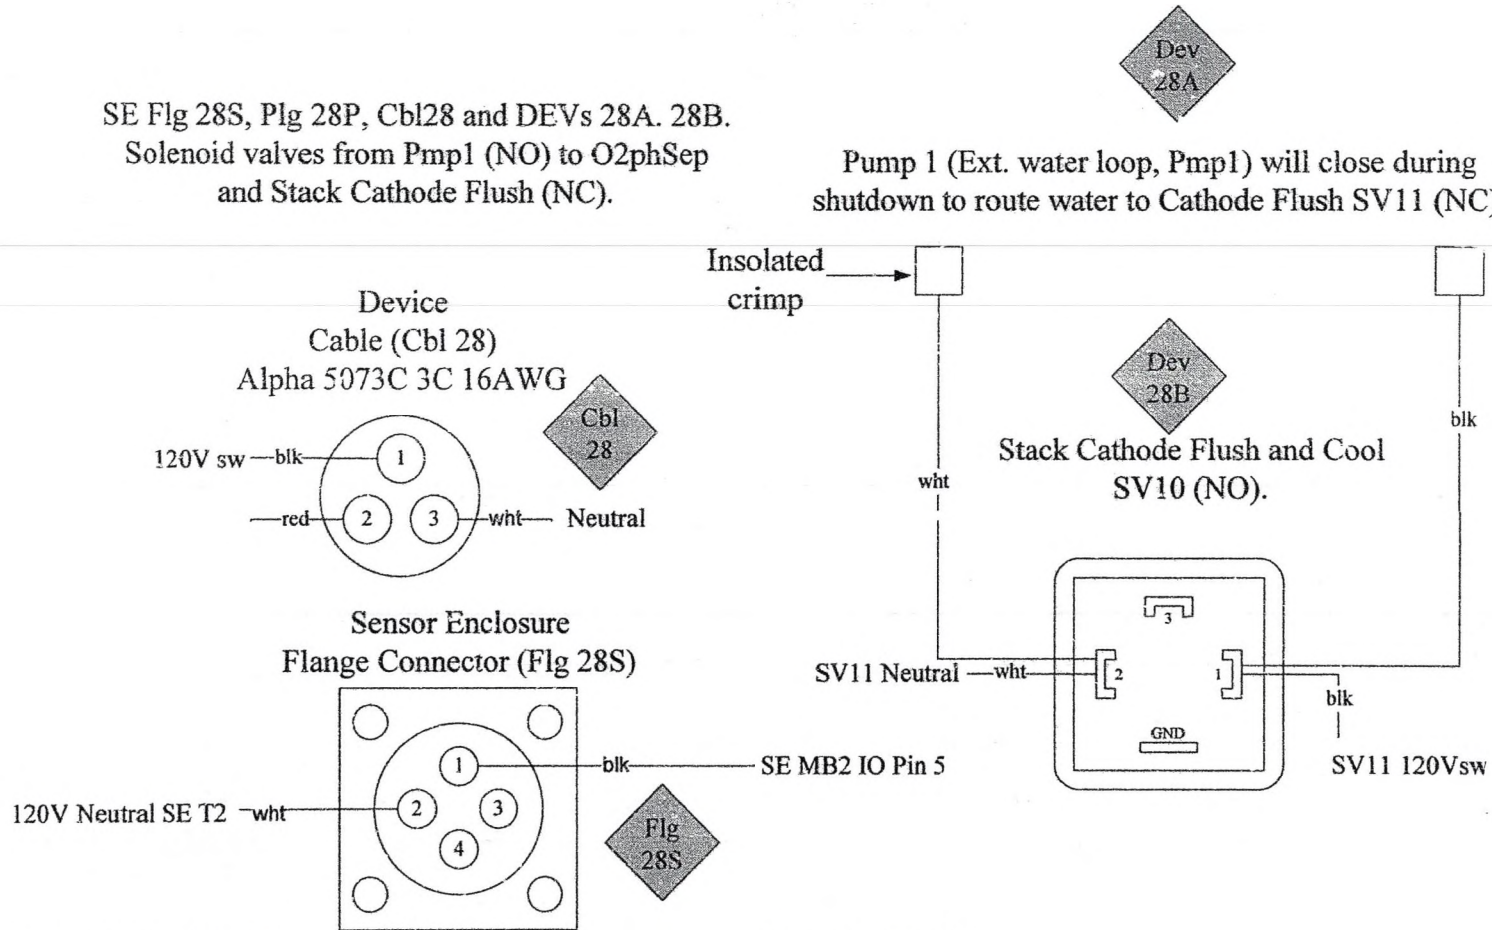 Dev
28A
SE Flg 28S, Plg 28P, Cbl28 and DEVs 28A. 28B.
Solenoid valves from Pmp1 (NO) to O2phSep
and Stack Cathode Flush (NC).
Pump 1 (Ext. water loop, Pmp1) will close during
shutdown to route water to Cathode Flush SV11 (NC)
Insolated
crimp
Device
Cable (Cbl 28)
Alpha 5073C 3C 16AWG
Cbl
28
120V sw
blk
1
red
2
3
wht
Neutral
Dev
28B
Stack Cathode Flush and Cool
SV10 (NO).
wht
blk
3
SV11 Neutral
wht
2
1
blk
GND
SV11 120Vsw
Sensor Enclosure
Flange Connector (Flg 28S)
1
blk
SE MB2 IO Pin 5
120V Neutral SE T2
wht
2
3
4
Flg
28S